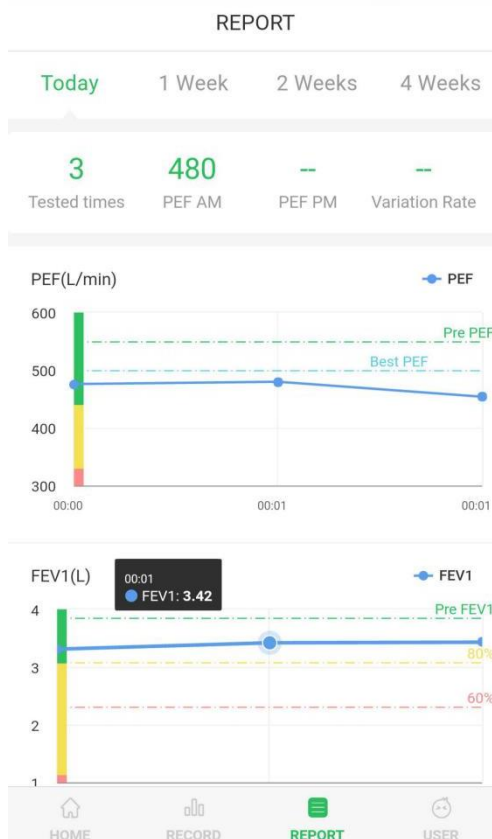 REPORT
Today 1 Week 2 Weeks 4 Weeks
3 480 -- --
Tested times PEF AM PEF PM Variation Rate
PEF(L/min) PEF
600
Pre PEF
Best PEF
500
400
300
00:00 00:01 00:01
FEV1(L) FEV1
00:01
FEV1: 3.42
4
Pre FEV1
80%
3
60%
2
1
HOME RECORD REPORT USER